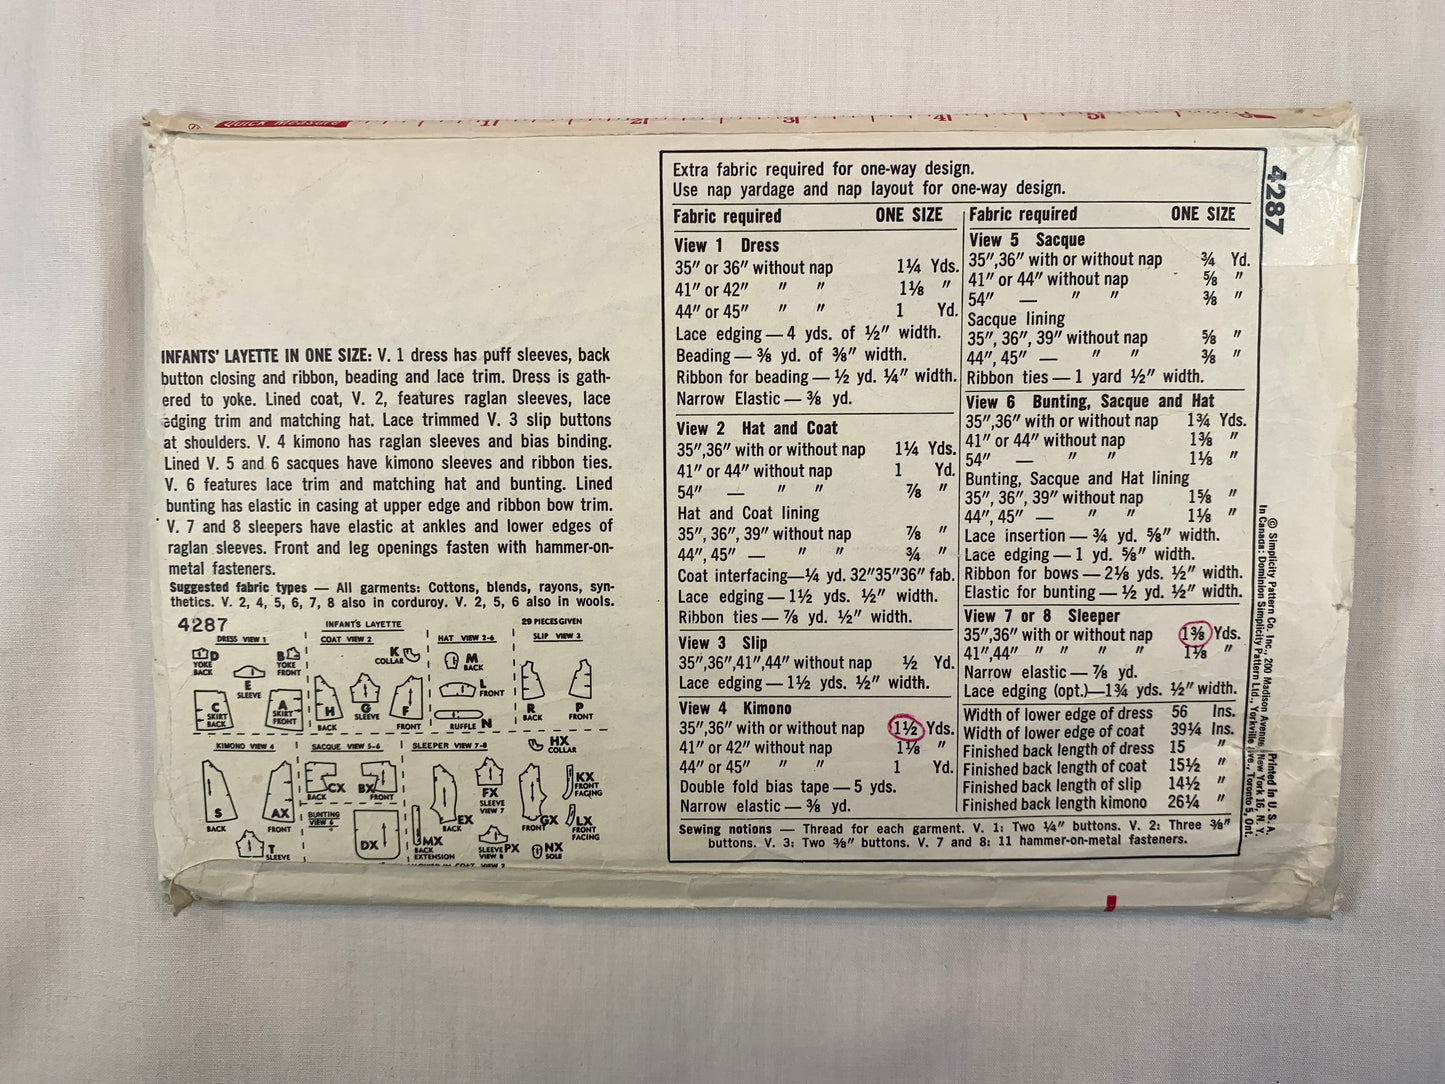 QUICK Measure 1 2 3 4 5 6
INFANTS' LAYETTE IN ONE SIZE: V. 1 dress has puff sleeves, back
button closing and ribbon, beading and lace trim. Dress is gath-
ered to yoke. Lined coat, V. 2, features raglan sleeves, lace
edging trim and matching hat. Lace trimmed V. 3 slip buttons
at shoulders. V. 4 kimono has raglan sleeves and bias binding.
Lined V. 5 and 6 sacques have kimono sleeves and ribbon ties.
V. 6 features lace trim and matching hat and bunting. Lined
bunting has elastic in casing at upper edge and ribbon bow trim.
V. 7 and 8 sleepers have elastic at ankles and lower edges of
raglan sleeves. Front and leg openings fasten with hammer-on-
metal fasteners.
Suggested fabric types — All garments: Cottons, blends, rayons, syn-
thetics. V. 2, 4, 5, 6, 7, 8 also in corduroy. V. 2, 5, 6 also in wools.
4287 INFANT'S LAYETTE 29 PIECES GIVEN
DRESS VIEW 1
D YOKE BACK
B YOKE FRONT
E SLEEVE
C SKIRT BACK
A SKIRT FRONT
COAT VIEW 2
K COLLAR
H BACK
G SLEEVE
F FRONT
HAT VIEW 2-6
M BACK
L FRONT
RUFFLE N
SLIP VIEW 3
R BACK
P FRONT
KIMONO VIEW 4
S BACK
AX FRONT
T SLEEVE
SACQUE VIEW 5-6
CX BACK
BX FRONT
BUNTING VIEW 6
DX
SLEEPER VIEW 7-8
HX COLLAR
EX BACK
FX SLEEVE VIEW 7
GX FRONT
KX FRONT FACING
LX FRONT FACING
MX BACK EXTENSION
SLEEVE PX VIEW 8
NX SOLE
Extra fabric required for one-way design.
Use nap yardage and nap layout for one-way design.
Fabric required ONE SIZE
View 1 Dress
35" or 36" without nap 1¼ Yds.
41" or 42" " " 1⅛ "
44" or 45" " " 1 Yd.
Lace edging — 4 yds. of ½" width.
Beading — ⅜ yd. of ⅜" width.
Ribbon for beading — ½ yd. ¼" width.
Narrow Elastic — ⅜ yd.
View 2 Hat and Coat
35",36" with or without nap 1¼ Yds.
41" or 44" without nap 1 Yd.
54" — " " ⅞ "
Hat and Coat lining
35", 36", 39" without nap ⅞ "
44", 45" — " " ¾ "
Coat interfacing—¼ yd. 32"35"36" fab.
Lace edging — 1½ yds. ½" width.
Ribbon ties — ⅞ yd. ½" width.
View 3 Slip
35",36",41",44" without nap ½ Yd.
Lace edging — 1½ yds. ½" width.
View 4 Kimono
35",36" with or without nap 1½ Yds.
41" or 42" without nap 1⅛ "
44" or 45" " " 1 Yd.
Double fold bias tape — 5 yds.
Narrow elastic — ⅜ yd.
Fabric required ONE SIZE
View 5 Sacque
35",36" with or without nap ¾ Yd.
41" or 44" without nap ⅝ "
54" — " " ⅜ "
Sacque lining
35", 36", 39" without nap ⅝ "
44", 45" — " " ⅜ "
Ribbon ties — 1 yard ½" width.
View 6 Bunting, Sacque and Hat
35",36" with or without nap 1¾ Yds.
41" or 44" without nap 1⅜ "
54" — " " 1⅛ "
Bunting, Sacque and Hat lining
35", 36", 39" without nap 1⅝ "
44", 45" — " " 1⅛ "
Lace insertion — ¾ yd. ⅝" width.
Lace edging — 1 yd. ⅝" width.
Ribbon for bows — 2⅛ yds. ½" width.
Elastic for bunting — ½ yd. ½" width.
View 7 or 8 Sleeper
35",36" with or without nap 1⅜ Yds.
41",44" " " " " 1⅛ "
Narrow elastic — ⅞ yd.
Lace edging (opt.)—1¾ yds. ½" width.
Width of lower edge of dress 56 Ins.
Width of lower edge of coat 39¼ Ins.
Finished back length of dress 15 "
Finished back length of coat 15½ "
Finished back length of slip 14½ "
Finished back length kimono 26¼ "
Sewing notions — Thread for each garment. V. 1: Two ¼" buttons. V. 2: Three ⅜"
buttons. V. 3: Two ⅜" buttons. V. 7 and 8: 11 hammer-on-metal fasteners.
4287
© Simplicity Pattern Co. Inc., 200 Madison Avenue New York 16, N. Y.
In Canada: Dominion Simplicity Pattern Ltd., Yorkville Ave., Toronto 5, Ont.
Printed in U. S. A.